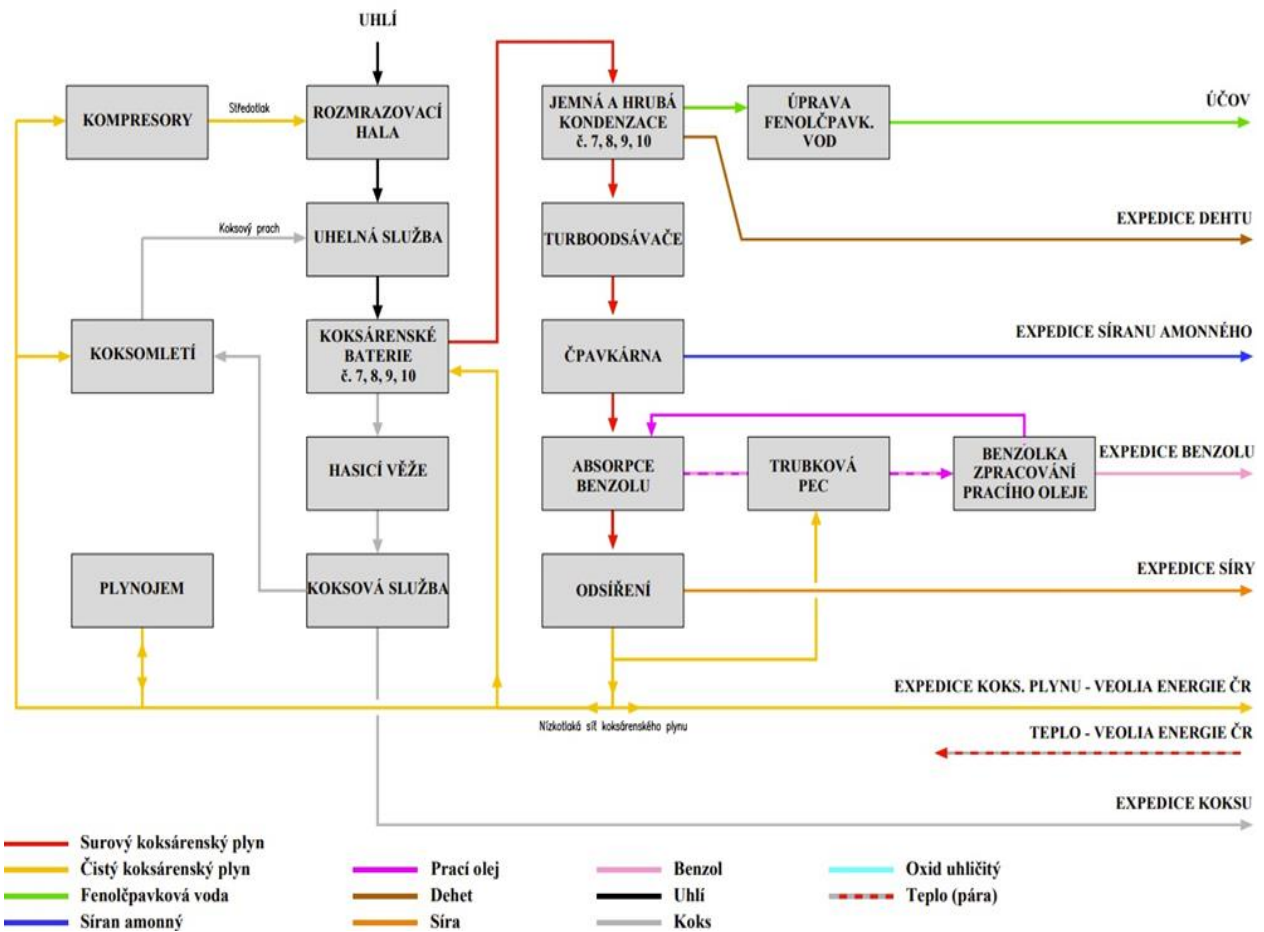 UHLÍ
KOMPRESORY
Středotlak
ROZMRAZOVACÍ
HALA
JEMNÁ A HRUBÁ
KONDENZACE
č. 7, 8, 9, 10
ÚPRAVA
FENOLČPAVK.
VOD
ÚČOV
Koksový prach
UHELNÁ SLUŽBA
TURBOODSÁVAČE
EXPEDICE DEHTU
KOKSOMLETÍ
KOKSÁRENSKÉ
BATERIE
č. 7, 8, 9, 10
ČPAVKÁRNA
EXPEDICE SÍRANU AMONNÉHO
HASICÍ VĚŽE
ABSORPCE
BENZOLU
TRUBKOVÁ
PEC
BENZOLKA
ZPRACOVÁNÍ
PRACÍHO OLEJE
EXPEDICE BENZOLU
PLYNOJEM
KOKSOVÁ SLUŽBA
ODSÍŘENÍ
EXPEDICE SÍRY
EXPEDICE KOKS. PLYNU - VEOLIA ENERGIE ČR
Nízkotlaká síť koksárenského plynu
TEPLO - VEOLIA ENERGIE ČR
EXPEDICE KOKSU
Surový koksárenský plyn
Čistý koksárenský plyn
Fenolčpavková voda
Síran amonný
Prací olej
Dehet
Síra
Benzol
Uhlí
Koks
Oxid uhličitý
Teplo (pára)